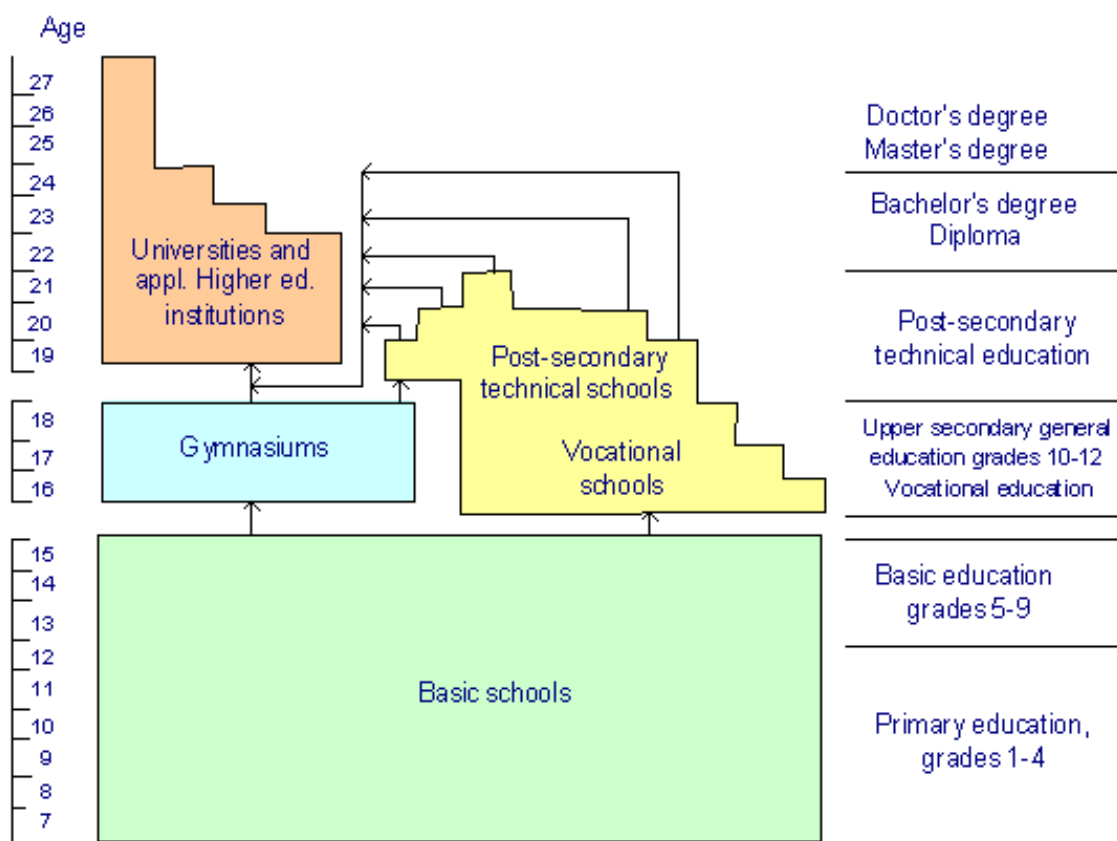 Age
27
26
25
24
23
22
21
20
19
18
17
16
15
14
13
12
11
10
9
8
7
Universities and
appl. Higher ed.
institutions
Post-secondary
technical schools
Gymnasiums
Vocational
schools
Basic schools
Doctor's degree
Master's degree
Bachelor's degree
Diploma
Post-secondary
technical education
Upper secondary general
education grades 10-12
Vocational education
Basic education
grades 5-9
Primary education,
grades 1-4